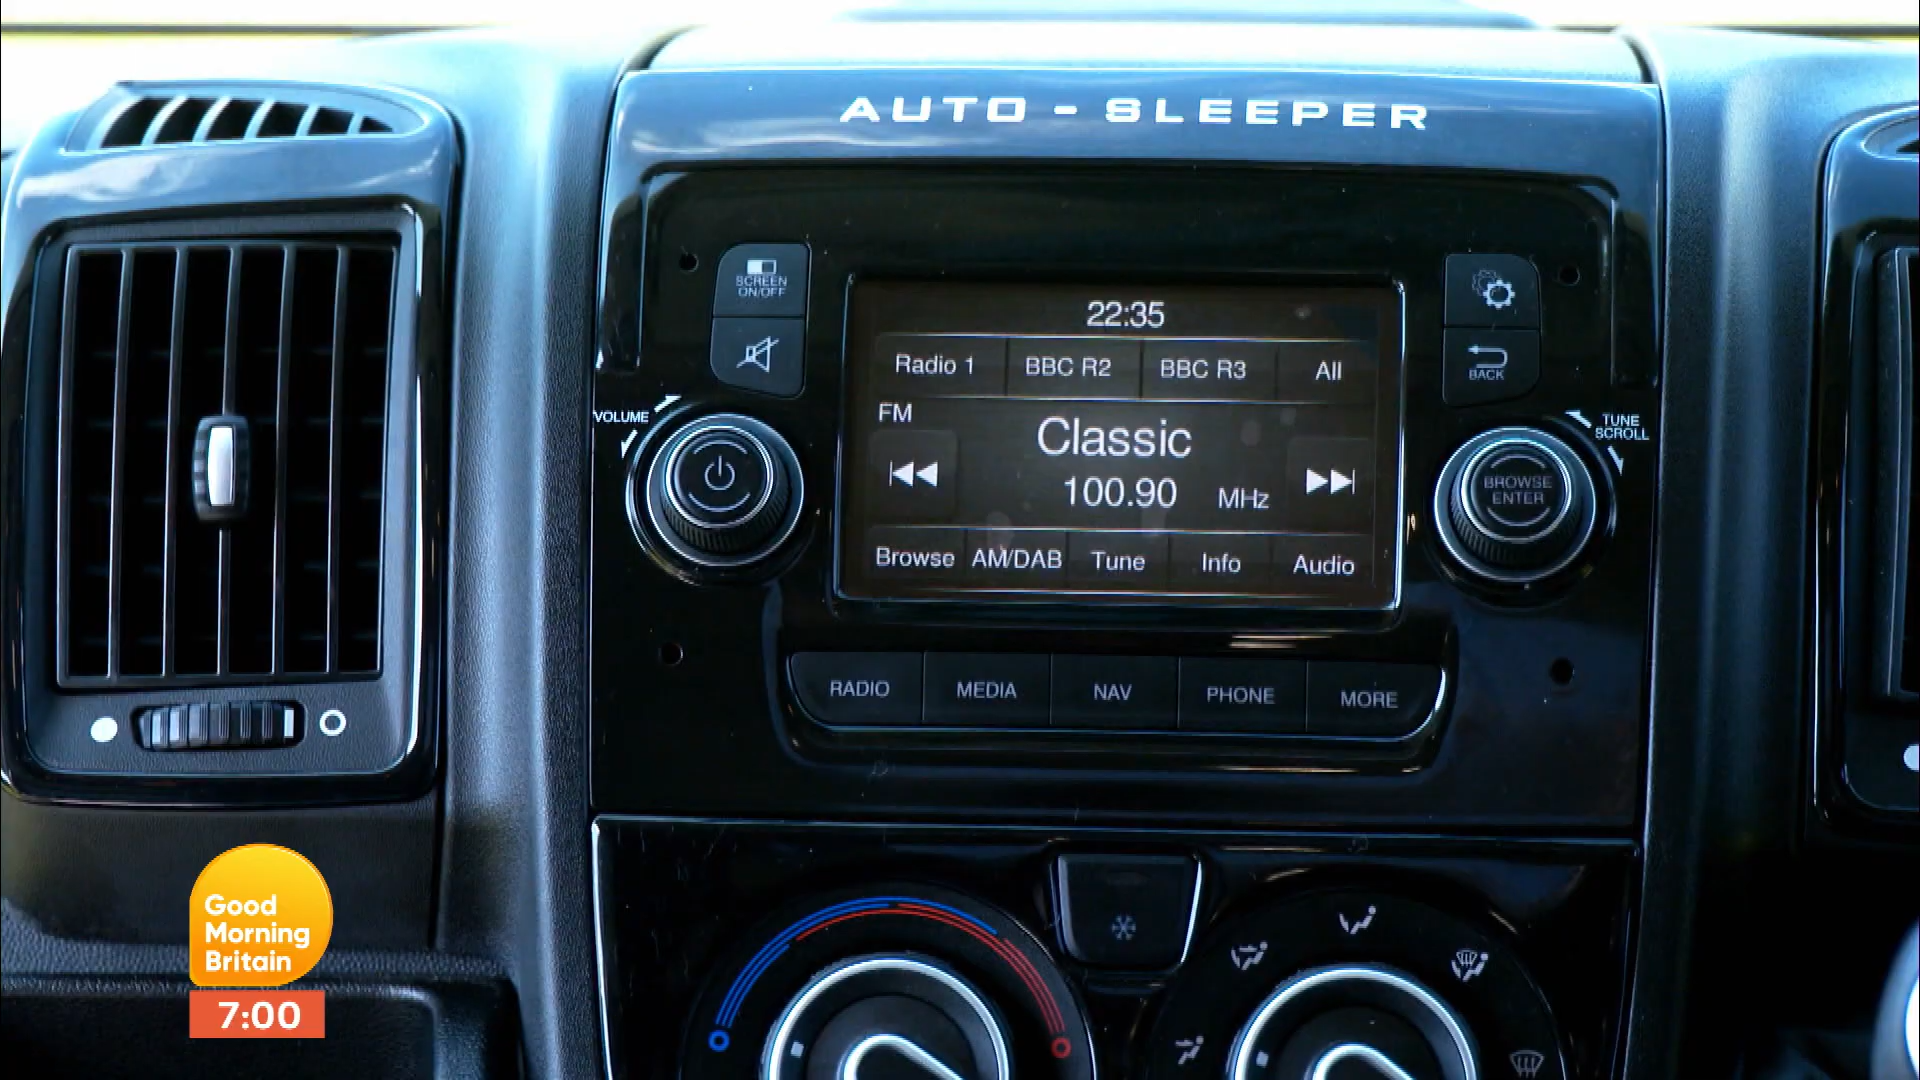 AUTO - SLEEPER
SCREEN
ON/OFF
22:35
Radio 1
BBC R2
BBC R3
All
BACK
VOLUME
FM
Classic
100.90 MHz
TUNE
SCROLL
BROWSE
ENTER
Browse
AM/DAB
Tune
Info
Audio
RADIO
MEDIA
NAV
PHONE
MORE
Good
Morning
Britain
7:00